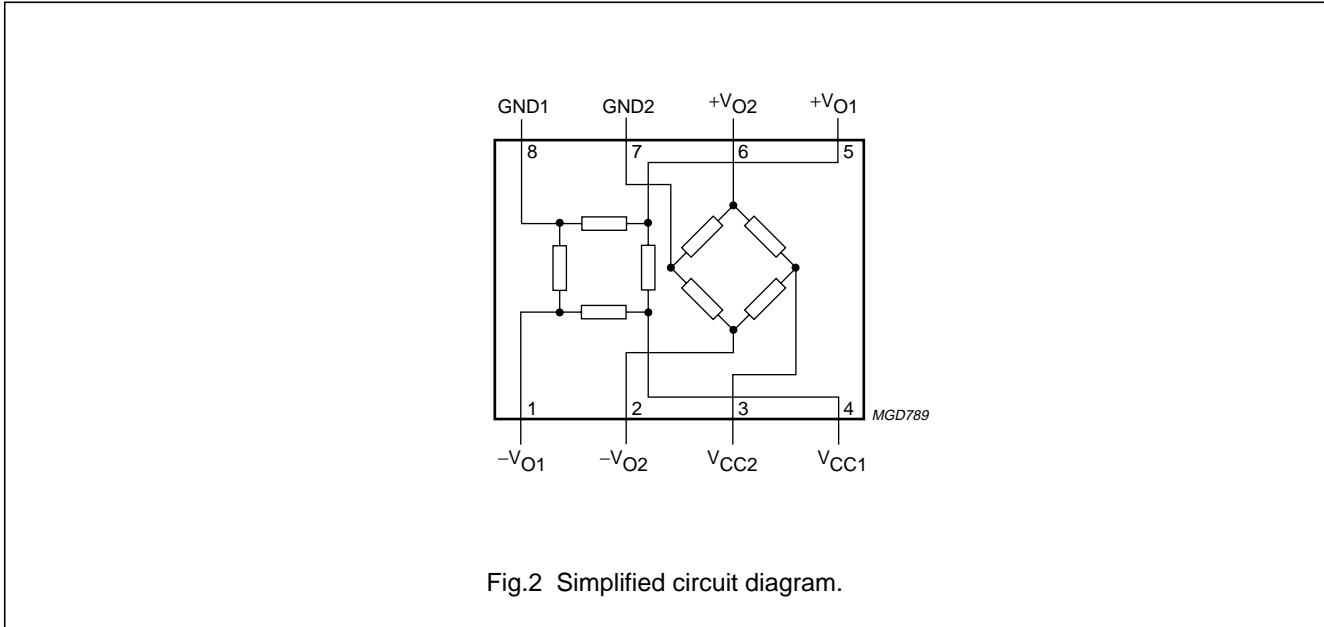 GND1 GND2 +VO2 +VO1
8 7 6 5
1 2 3 4
MGD789
−VO1 −VO2 VCC2 VCC1
Fig.2 Simplified circuit diagram.